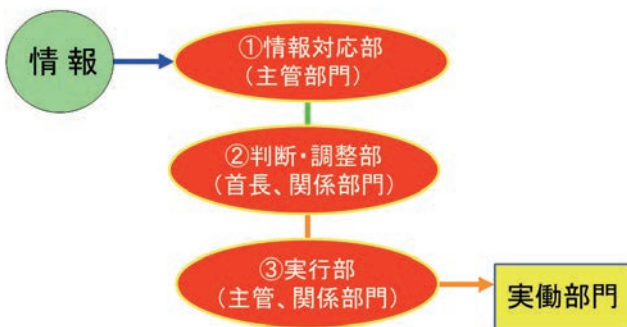 情報
①情報対応部
(主管部門)
②判断・調整部
(首長、関係部門)
③実行部
(主管、関係部門)
実働部門